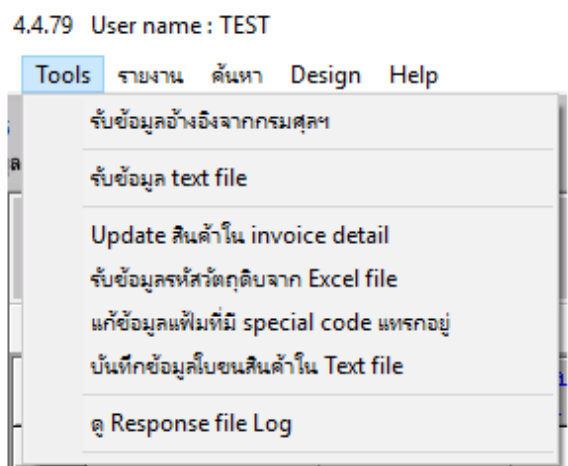 4.4.79 User name : TEST
Tools รายงาน ค้นหา Design Help
รับข้อมูลอ้างอิงจากกรมศุลฯ
รับข้อมูล text file
Update สินค้าใน invoice detail
รับข้อมูลรหัสวัตถุดิบจาก Excel file
แก้ข้อมูลแฟ้มที่มี special code แทรกอยู่
บันทึกข้อมูลใบขนสินค้าใน Text file
ดู Response file Log